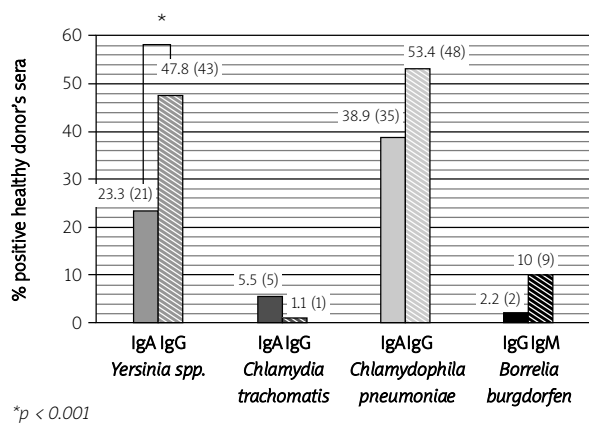 *
60
50
40
30
20
10
0
% positive healthy donor's sera
23.3 (21)
47.8 (43)
5.5 (5)
1.1 (1)
38.9 (35)
53.4 (48)
2.2 (2)
10 (9)
IgA IgG
Yersinia spp.
IgA IgG
Chlamydia
trachomatis
IgA IgG
Chlamydophila
pneumoniae
IgG IgM
Borrelia
burgdorfen
*p < 0.001